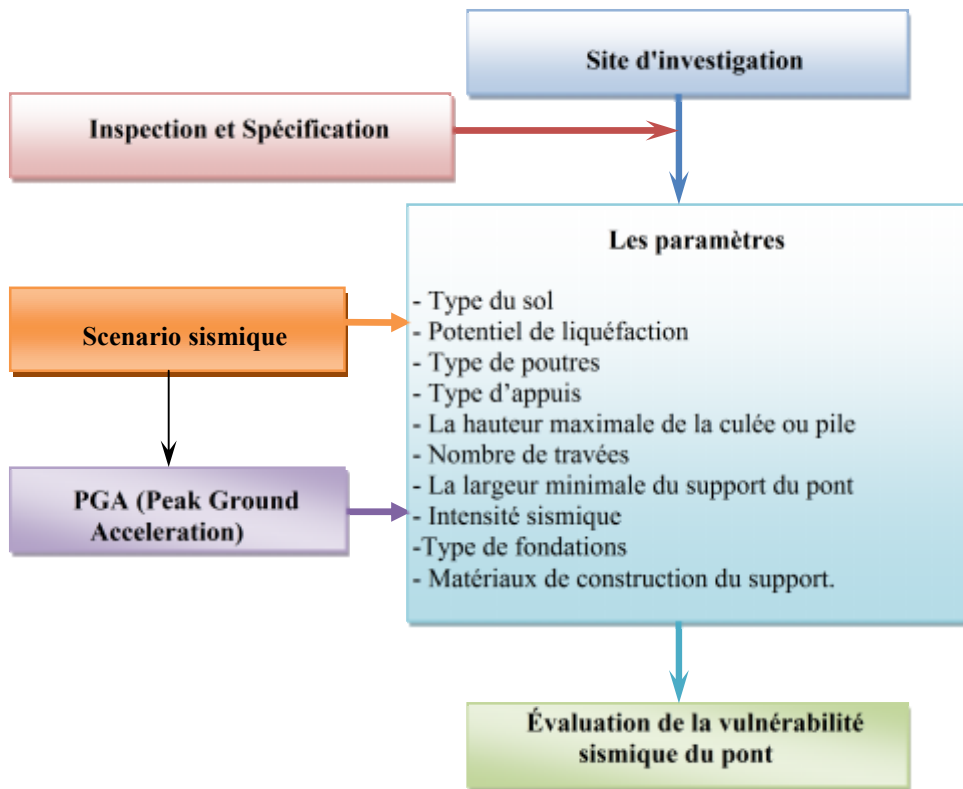 Site d'investigation
Inspection et Spécification
Les paramètres
- Type du sol
- Potentiel de liquéfaction
- Type de poutres
- Type d'appuis
- La hauteur maximale de la culée ou pile
- Nombre de travées
- La largeur minimale du support du pont
- Intensité sismique
-Type de fondations
- Matériaux de construction du support.
Scenario sismique
PGA (Peak Ground
Acceleration)
Évaluation de la vulnérabilité
sismique du pont